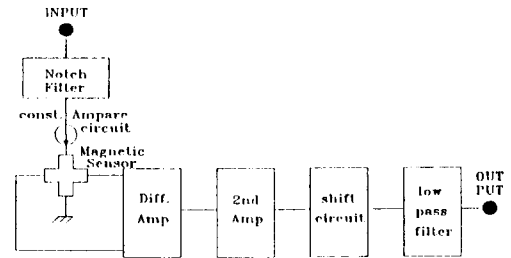 INPUT
Notch
Filter
const. Ampare
circuit
Magnetic
Sensor
Diff.
Amp
2nd
Amp
shift
circuit
low
pass
filter
OUT
PUT